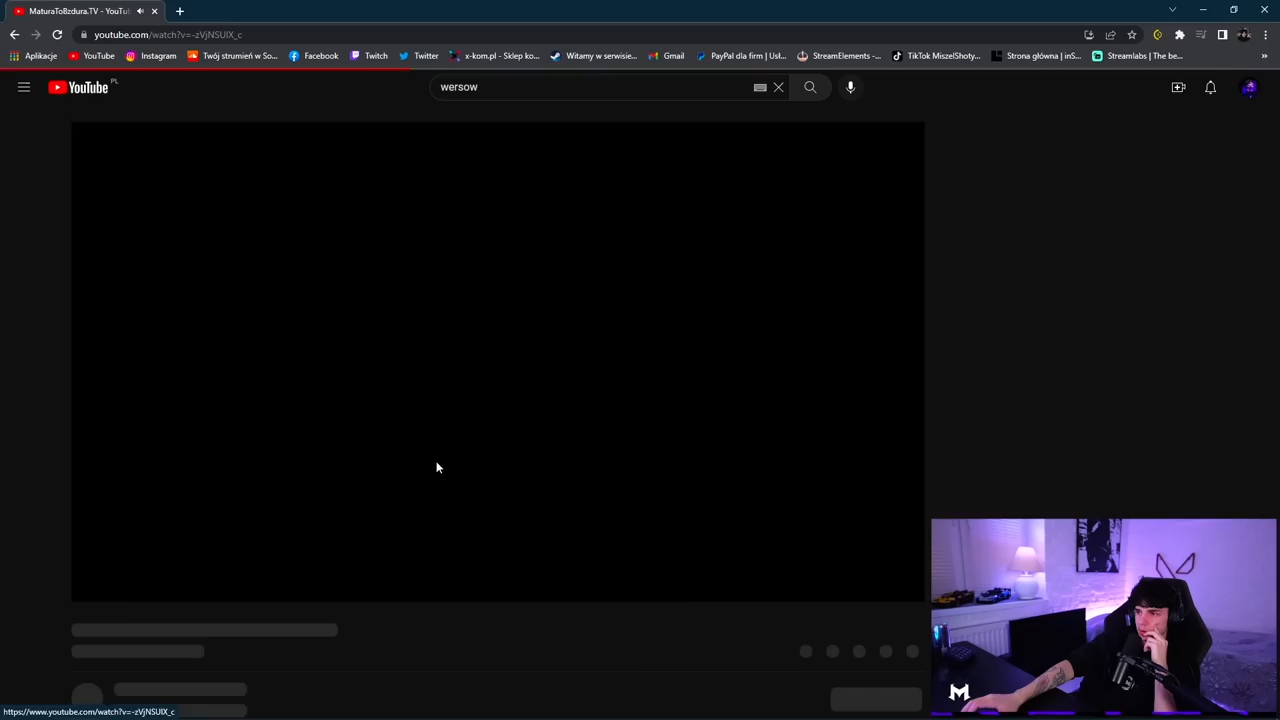 MaturaToBzdura.TV - YouTu
youtube.com/watch?v=-zVjNSUIX_c
Aplikacje YouTube Instagram Twój strumień w So... Facebook Twitch Twitter x-kom.pl - Sklep ko... Witamy w serwisie... Gmail PayPal dla firm | Usł... StreamElements -... TikTok MiszelShoty... Strona główna | inS... Streamlabs | The be...
YouTube PL wersow
M
https://www.youtube.com/watch?v=-zVjNSUIX_c